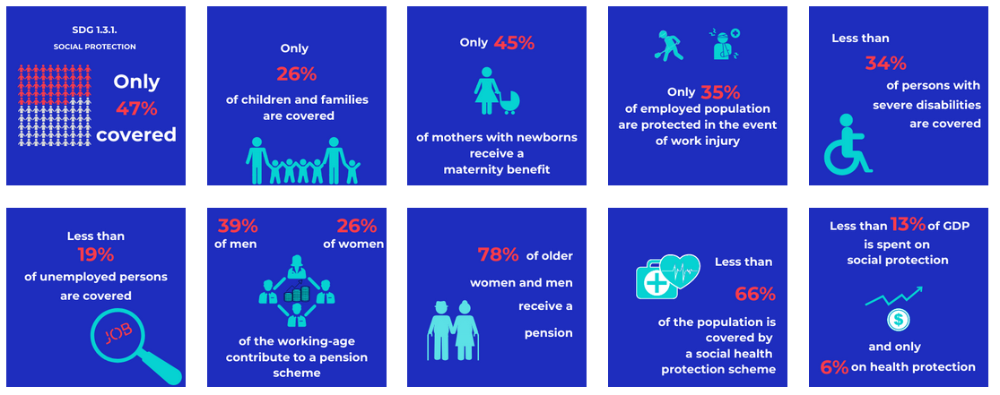 SDG 1.3.1.
SOCIAL PROTECTION
Only
47%
covered
Only
26%
of children and families
are covered
Only 45%
of mothers with newborns
receive a
maternity benefit
Only 35%
of employed population
are protected in the event
of work injury
Less than
34%
of persons with
severe disabilities
are covered
Less than
19%
of unemployed persons
are covered
JOB
39%
of men
26%
of women
of the working-age
contribute to a pension
scheme
78% of older
women and men
receive a
pension
Less than
66%
of the population is
covered by
a social health
protection scheme
Less than 13% of GDP
is spent on
social protection
$
and only
6% on health protection